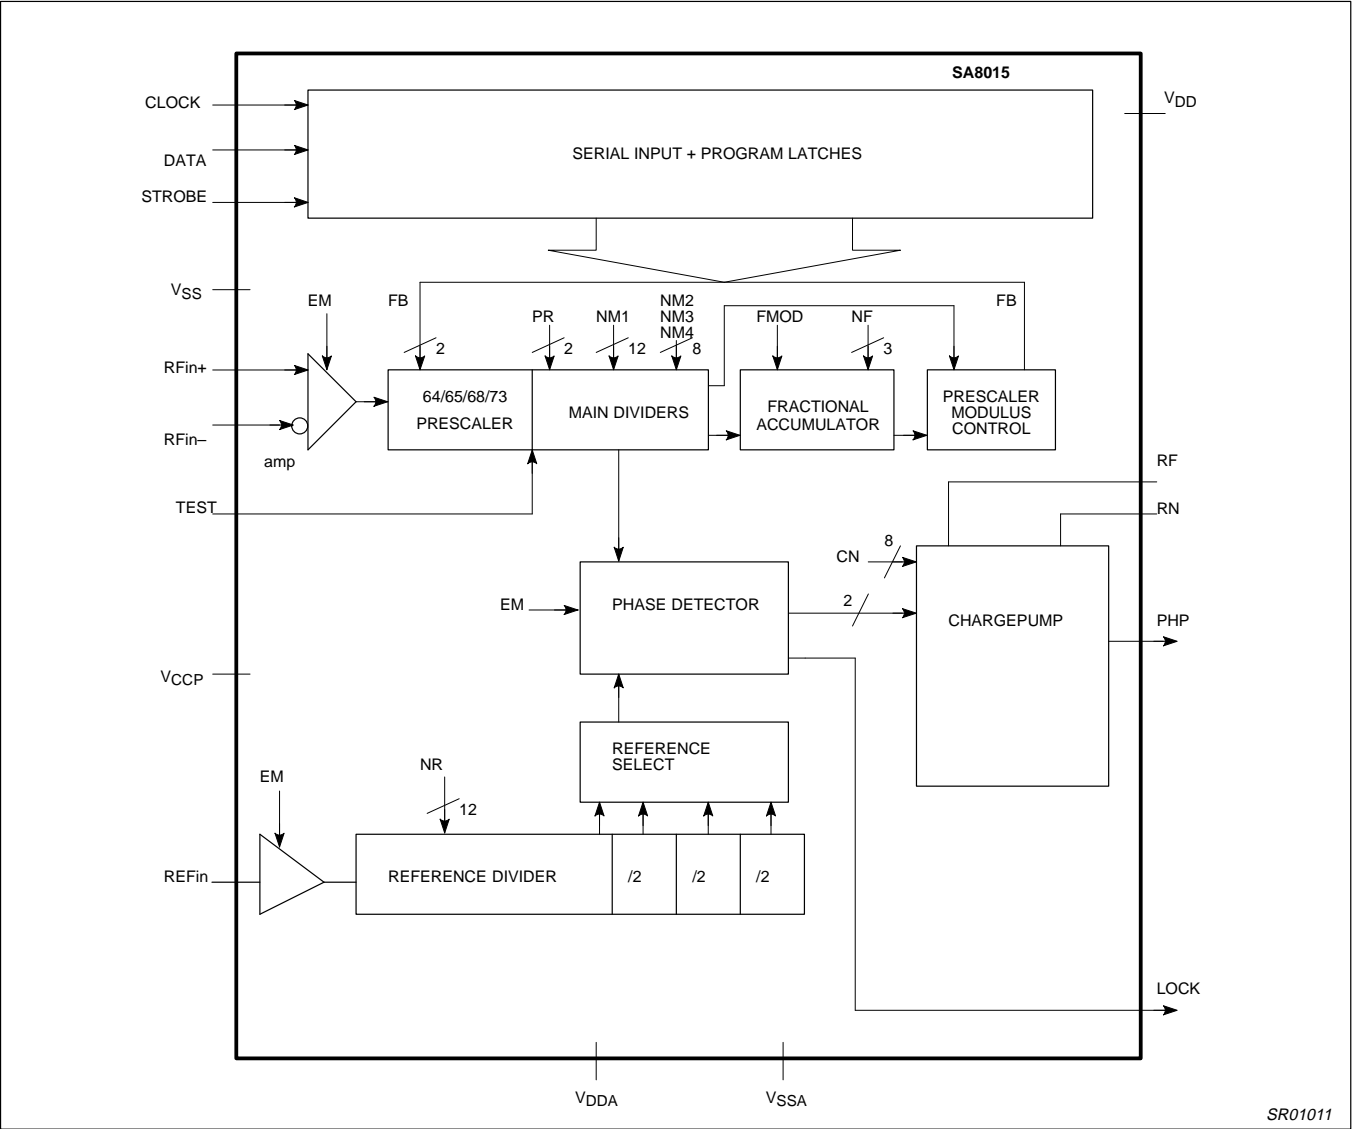 SA8015
CLOCK
DATA
STROBE
SERIAL INPUT + PROGRAM LATCHES
VDD
VSS
EM
FB
PR
NM1
NM2
NM3
NM4
FMOD
NF
FB
2
2
12
8
3
RFin+
RFin–
amp
64/65/68/73
PRESCALER
MAIN DIVIDERS
FRACTIONAL
ACCUMULATOR
PRESCALER
MODULUS
CONTROL
TEST
RF
RN
EM
PHASE DETECTOR
CN
8
2
CHARGEPUMP
PHP
VCCP
REFERENCE
SELECT
EM
NR
12
REFin
REFERENCE DIVIDER
/2
/2
/2
LOCK
VDDA
VSSA
SR01011